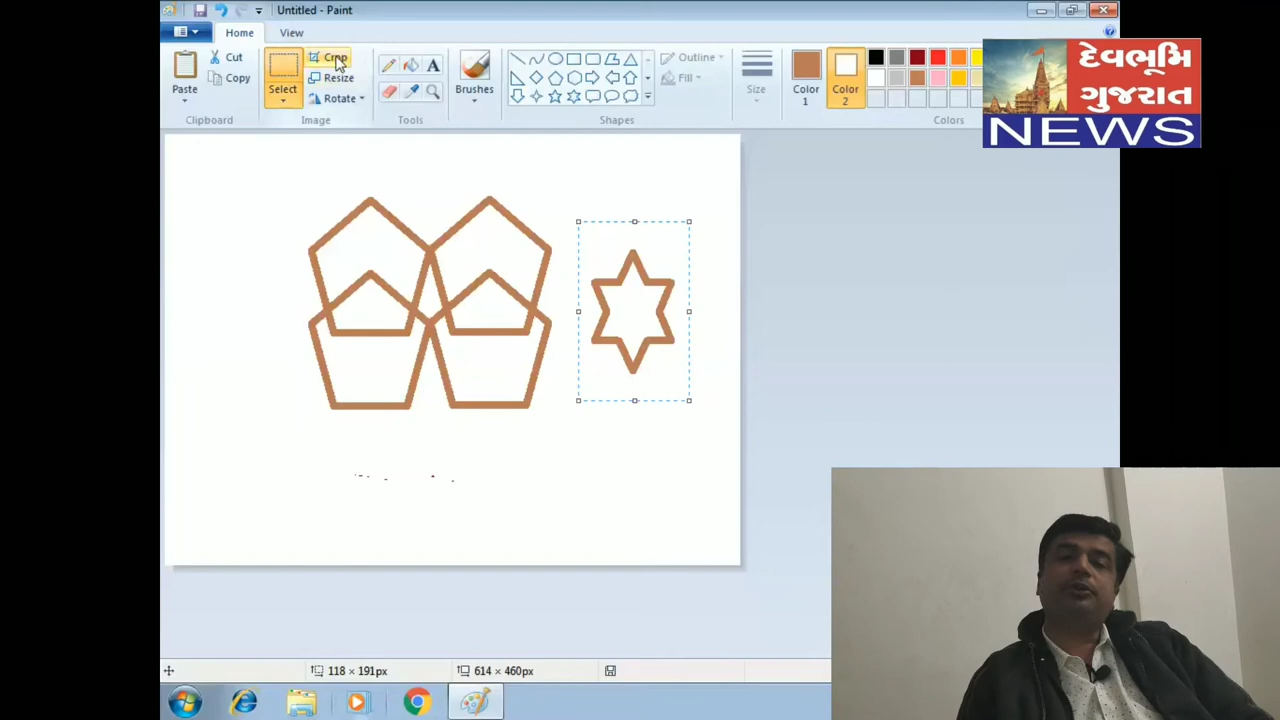 Untitled - Paint
Home
View
Paste
Cut
Copy
Clipboard
Select
Crop
Resize
Rotate
Image
A
Tools
Brushes
Shapes
Outline
Fill
Size
Color 1
Color 2
Colors
દેવભૂમિ
ગુજરાત
NEWS
118 × 191px
614 × 460px